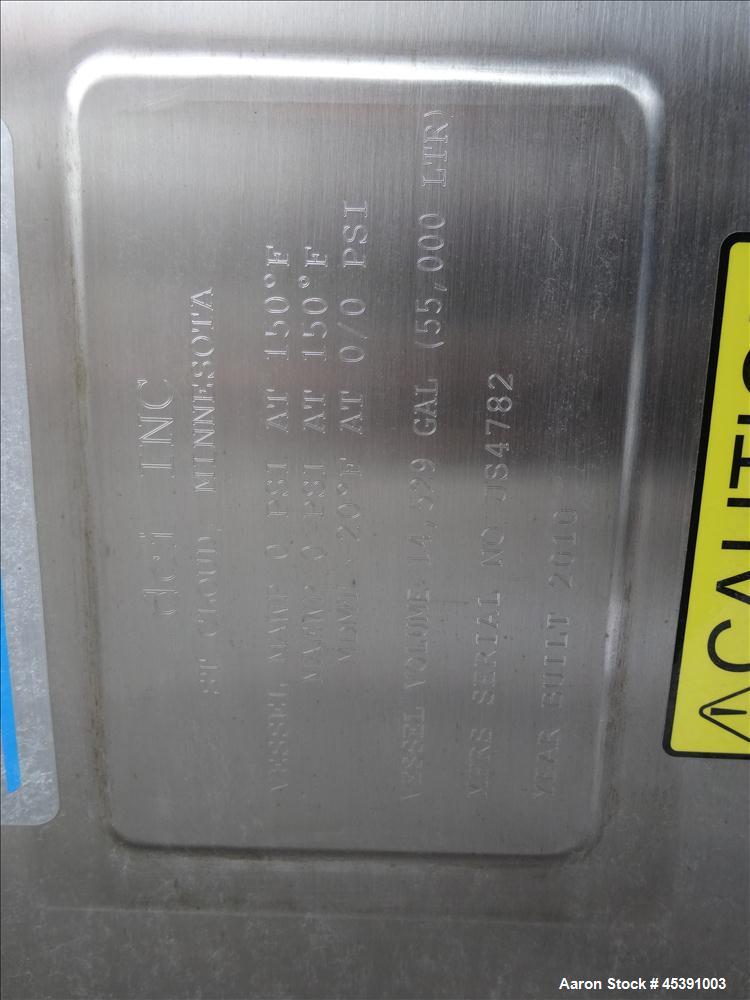 dci INC
ST CLOUD, MINNESOTA
VESSEL MAWP 0 PSI AT 150°F
MAEWP 0 PSI AT 150°F
MDMT -20°F AT 0/0 PSI
VESSEL VOLUME: 14,529 GAL (55,000 LTR)
MFRS SERIAL NO JS4782
YEAR BUILT 2010
CAUTION
Aaron Stock # 45391003